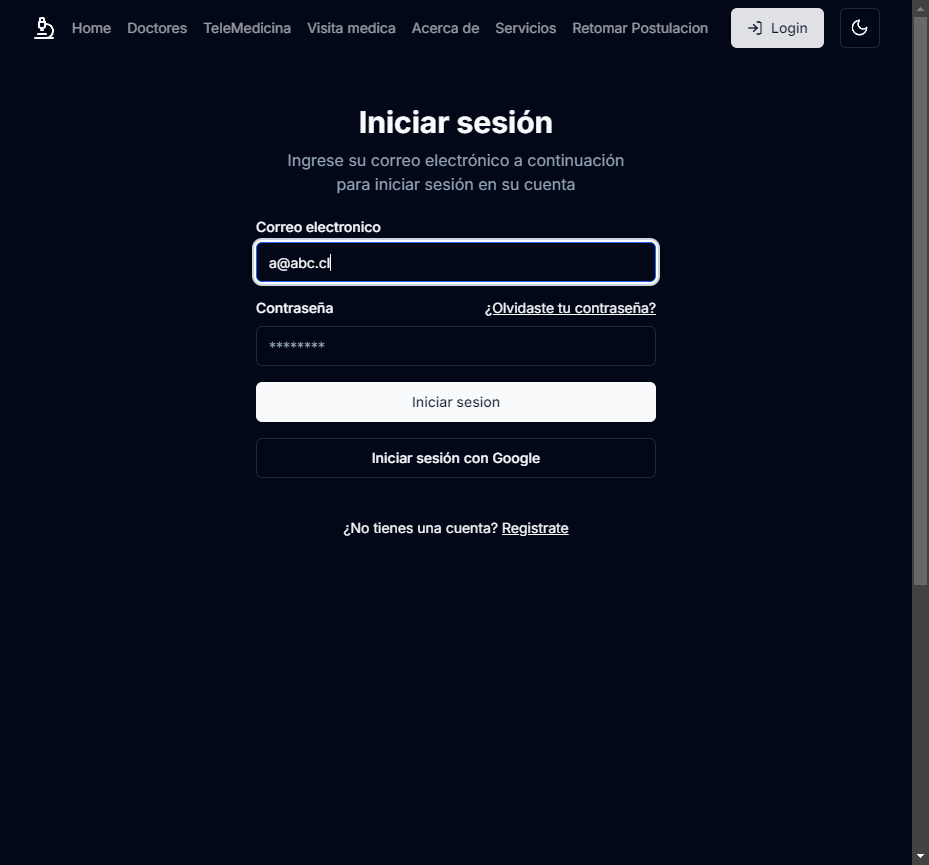 Home Doctores TeleMedicina Visita medica Acerca de Servicios Retomar Postulacion Login
Iniciar sesión
Ingrese su correo electrónico a continuación
para iniciar sesión en su cuenta
Correo electronico
a@abc.cl
Contraseña ¿Olvidaste tu contraseña?
********
Iniciar sesion
Iniciar sesión con Google
¿No tienes una cuenta? Registrate